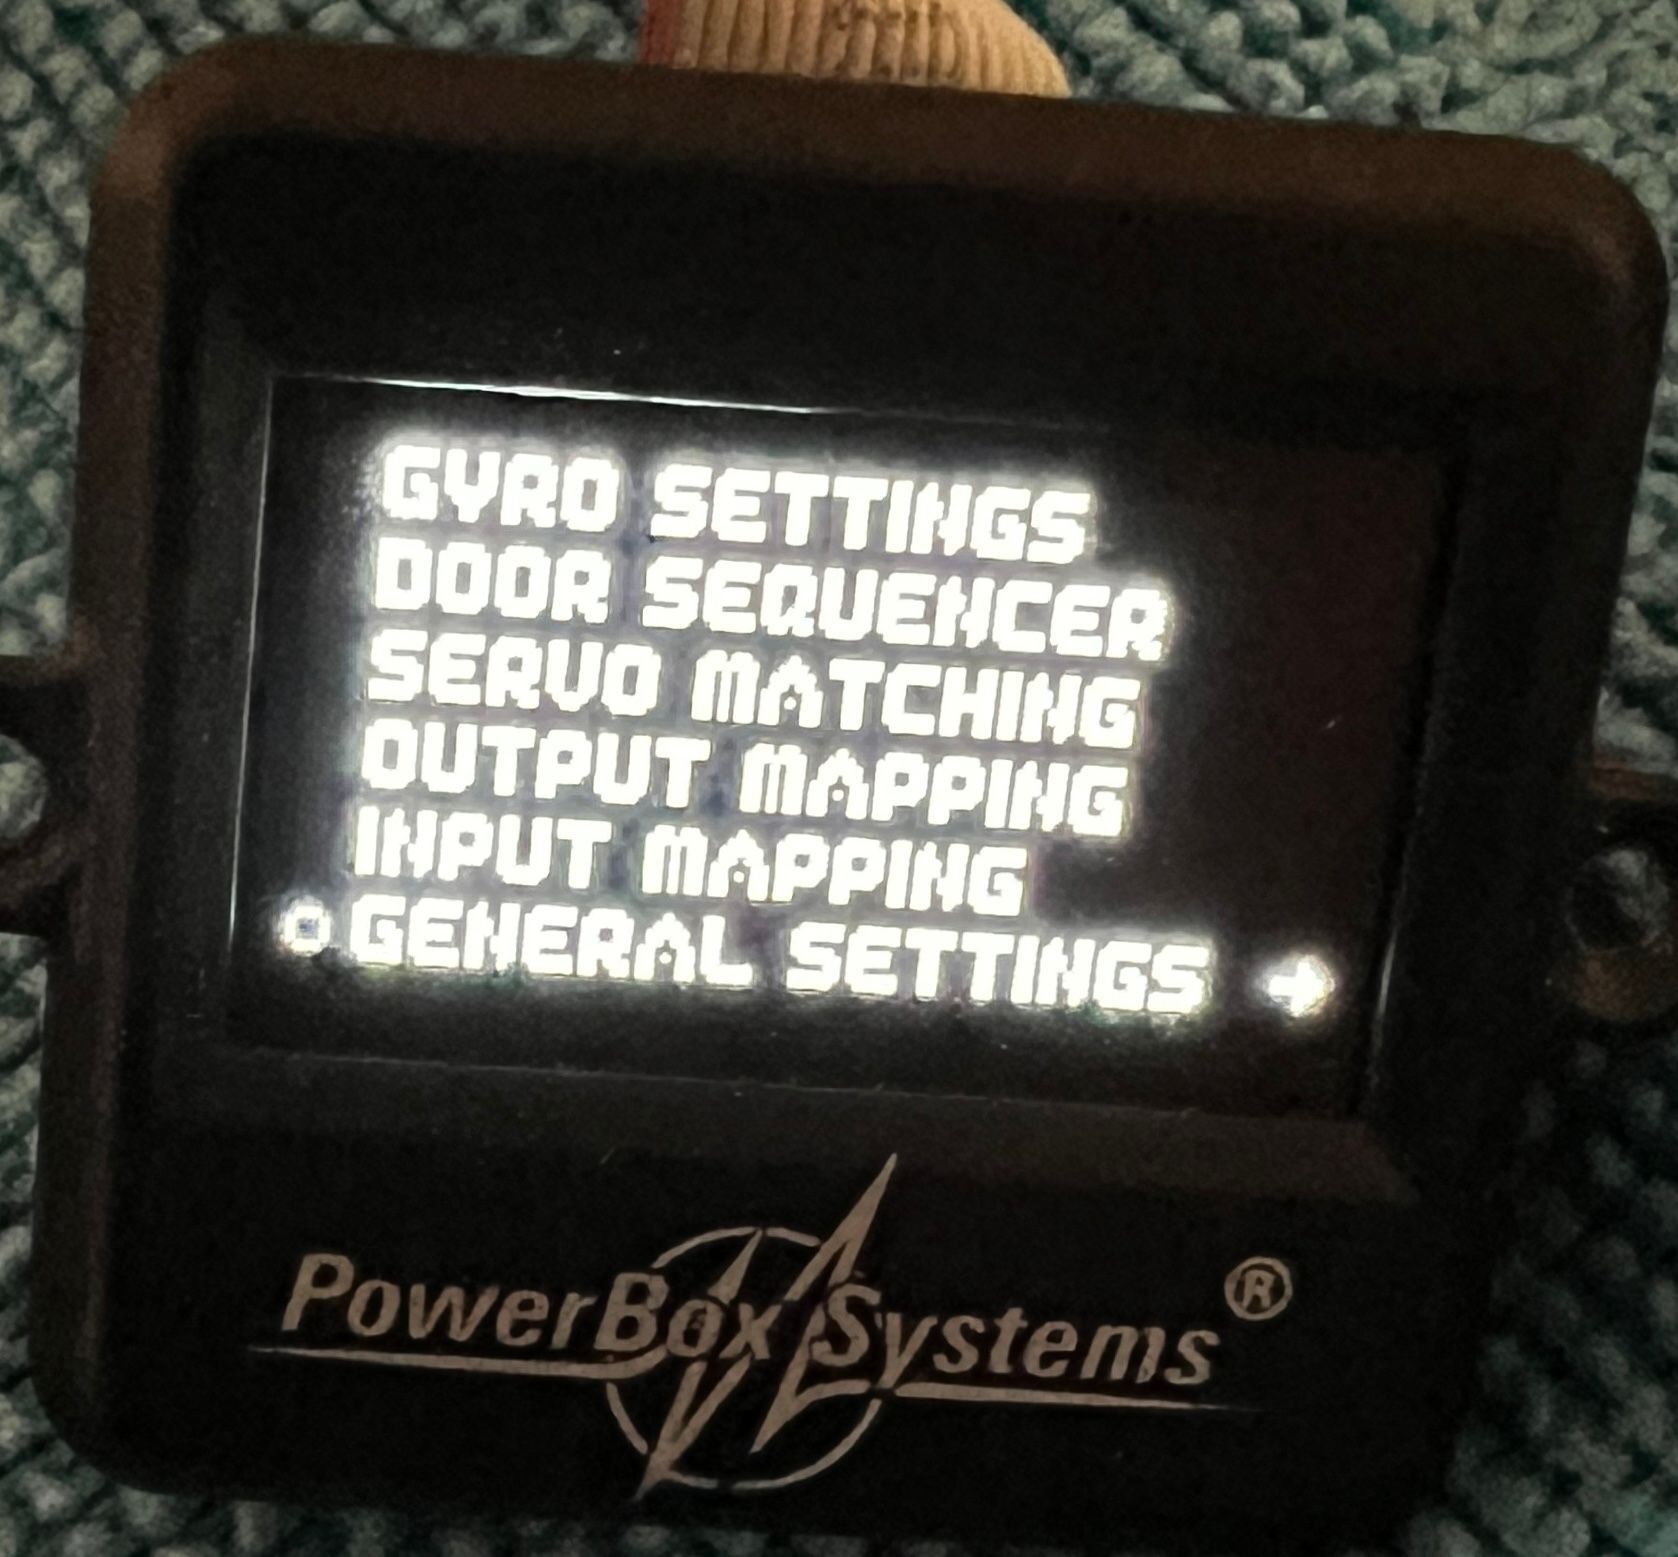 GYRO SETTINGS
DOOR SEQUENCER
SERVO MATCHING
OUTPUT MAPPING
INPUT MAPPING
GENERAL SETTINGS →
PowerBox Systems ®